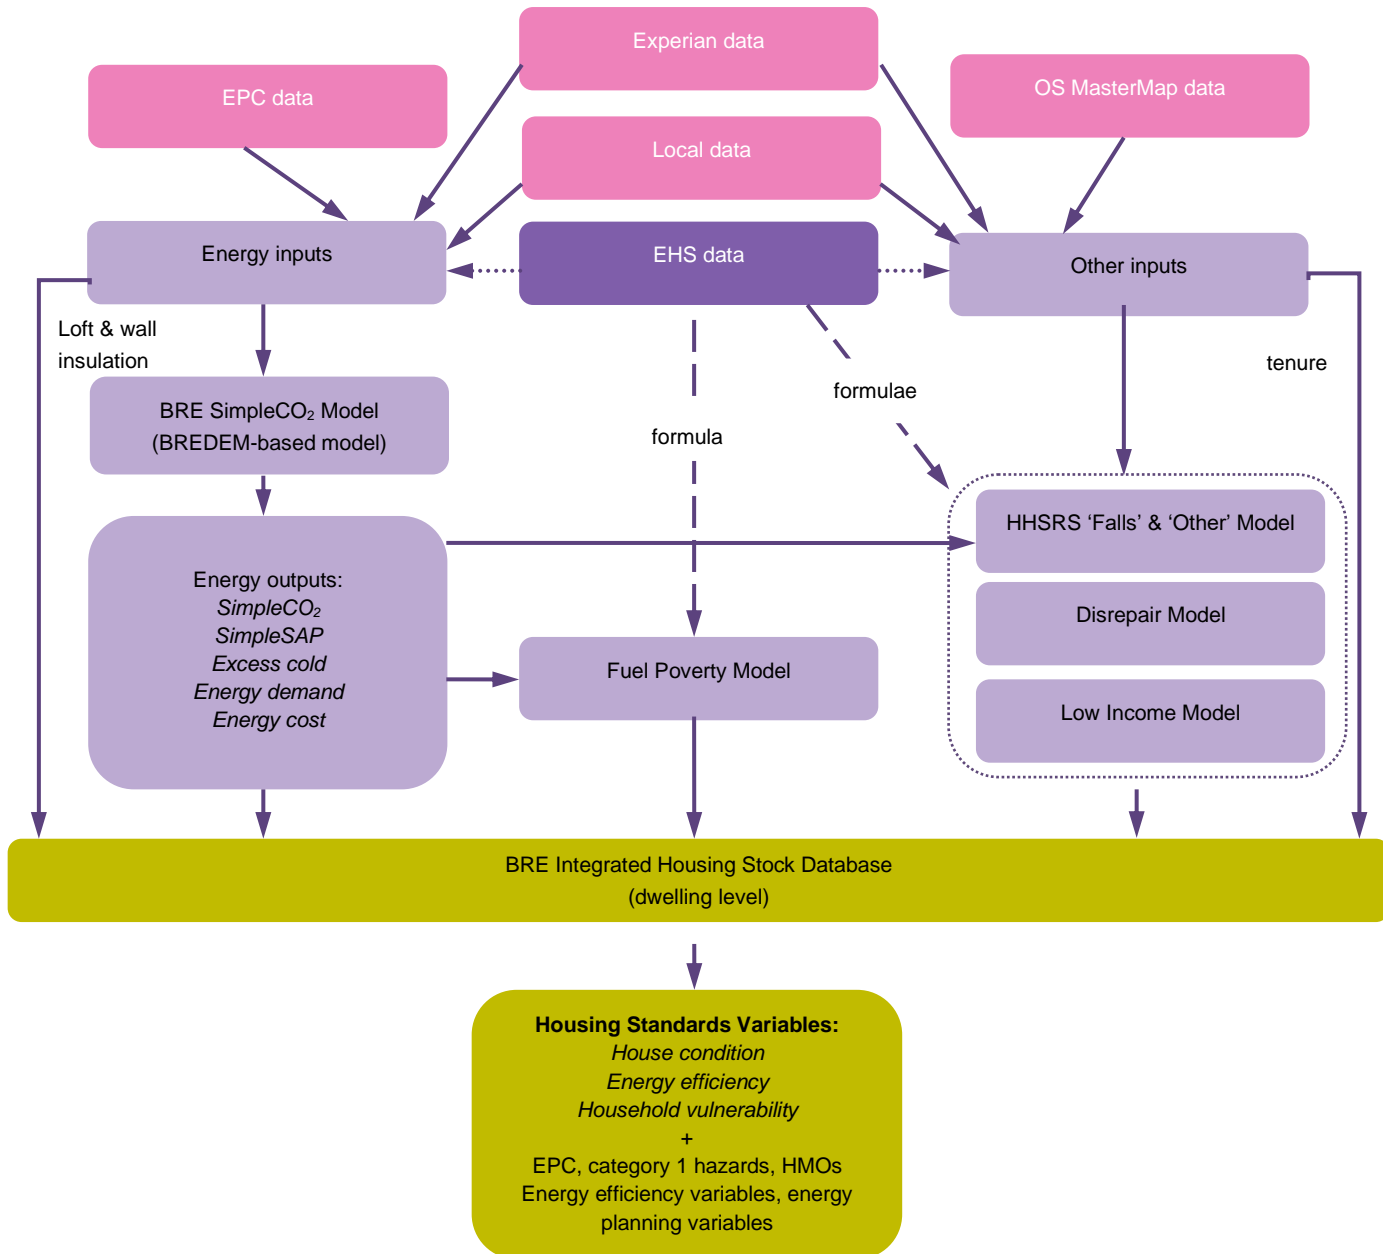 Experian data
EPC data
OS MasterMap data
Local data
Energy inputs
EHS data
Other inputs
Loft & wall
insulation
tenure
formulae
BRE SimpleCO₂ Model
(BREDEM-based model)
formula
HHSRS ‘Falls’ & ‘Other’ Model
Energy outputs:
SimpleCO₂
SimpleSAP
Excess cold
Energy demand
Energy cost
Disrepair Model
Fuel Poverty Model
Low Income Model
BRE Integrated Housing Stock Database
(dwelling level)
Housing Standards Variables:
House condition
Energy efficiency
Household vulnerability
+
EPC, category 1 hazards, HMOs
Energy efficiency variables, energy
planning variables